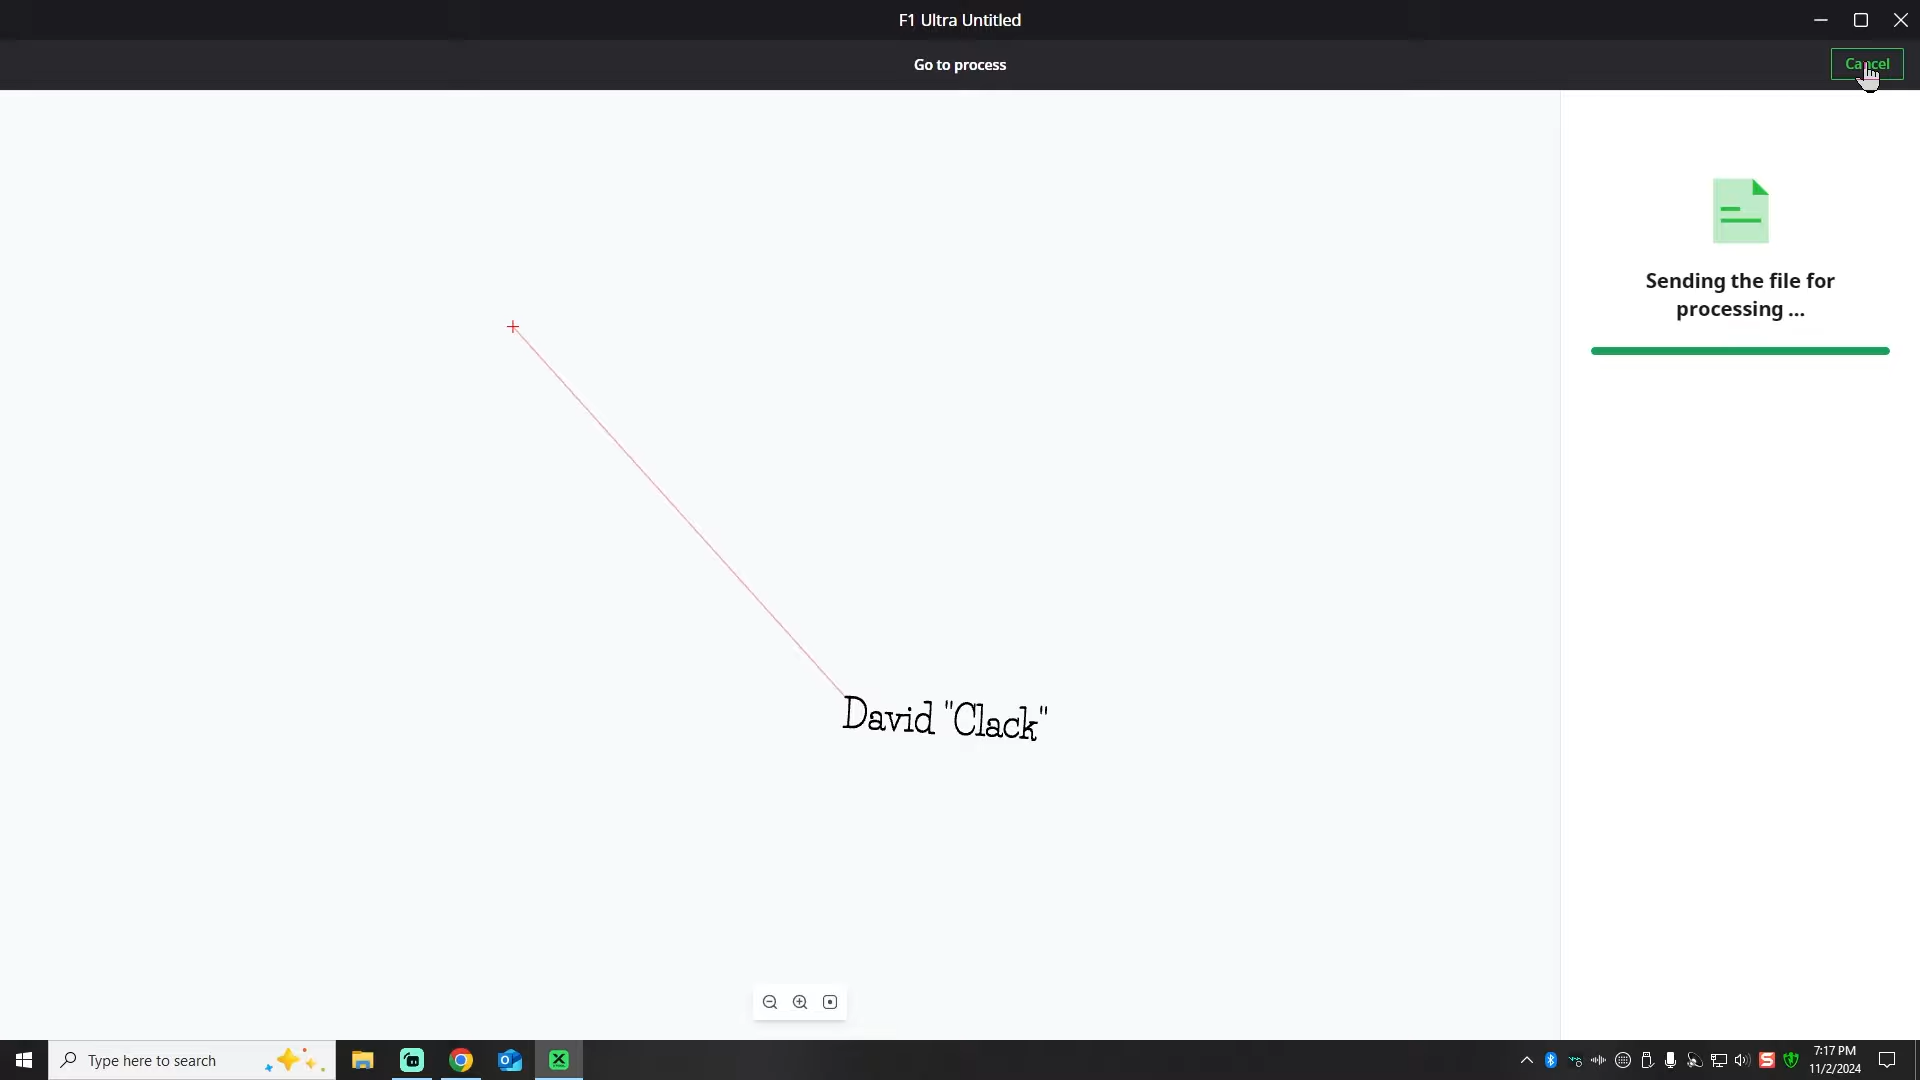 F1 Ultra Untitled
Go to process
Cancel
Sending the file for
processing ...
David "Clack"
Type here to search
7:17 PM
11/2/2024